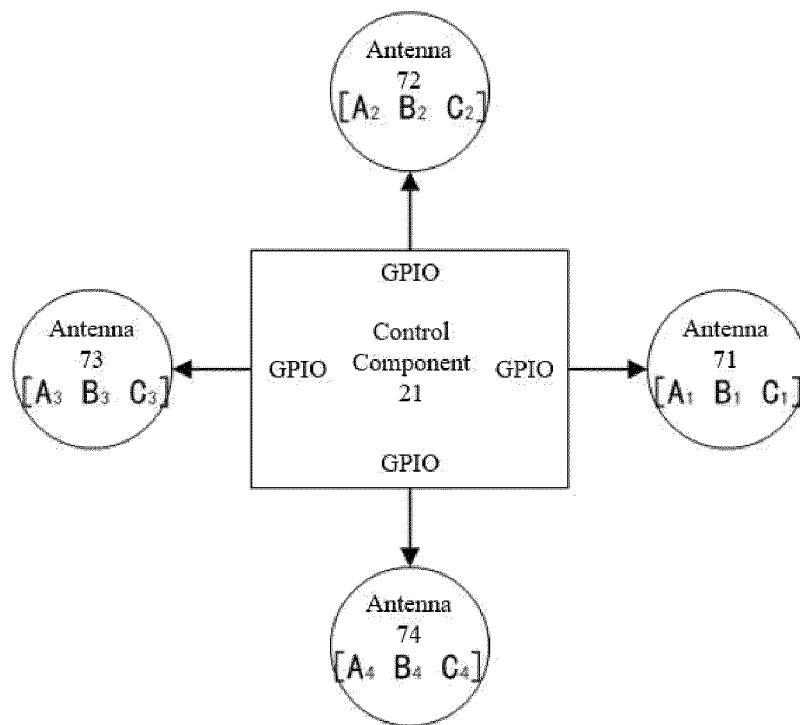 Antenna
72
[A₂ B₂ C₂]
GPIO
Antenna
73
[A₃ B₃ C₃]
GPIO
Control
Component
21
GPIO
Antenna
71
[A₁ B₁ C₁]
GPIO
Antenna
74
[A₄ B₄ C₄]